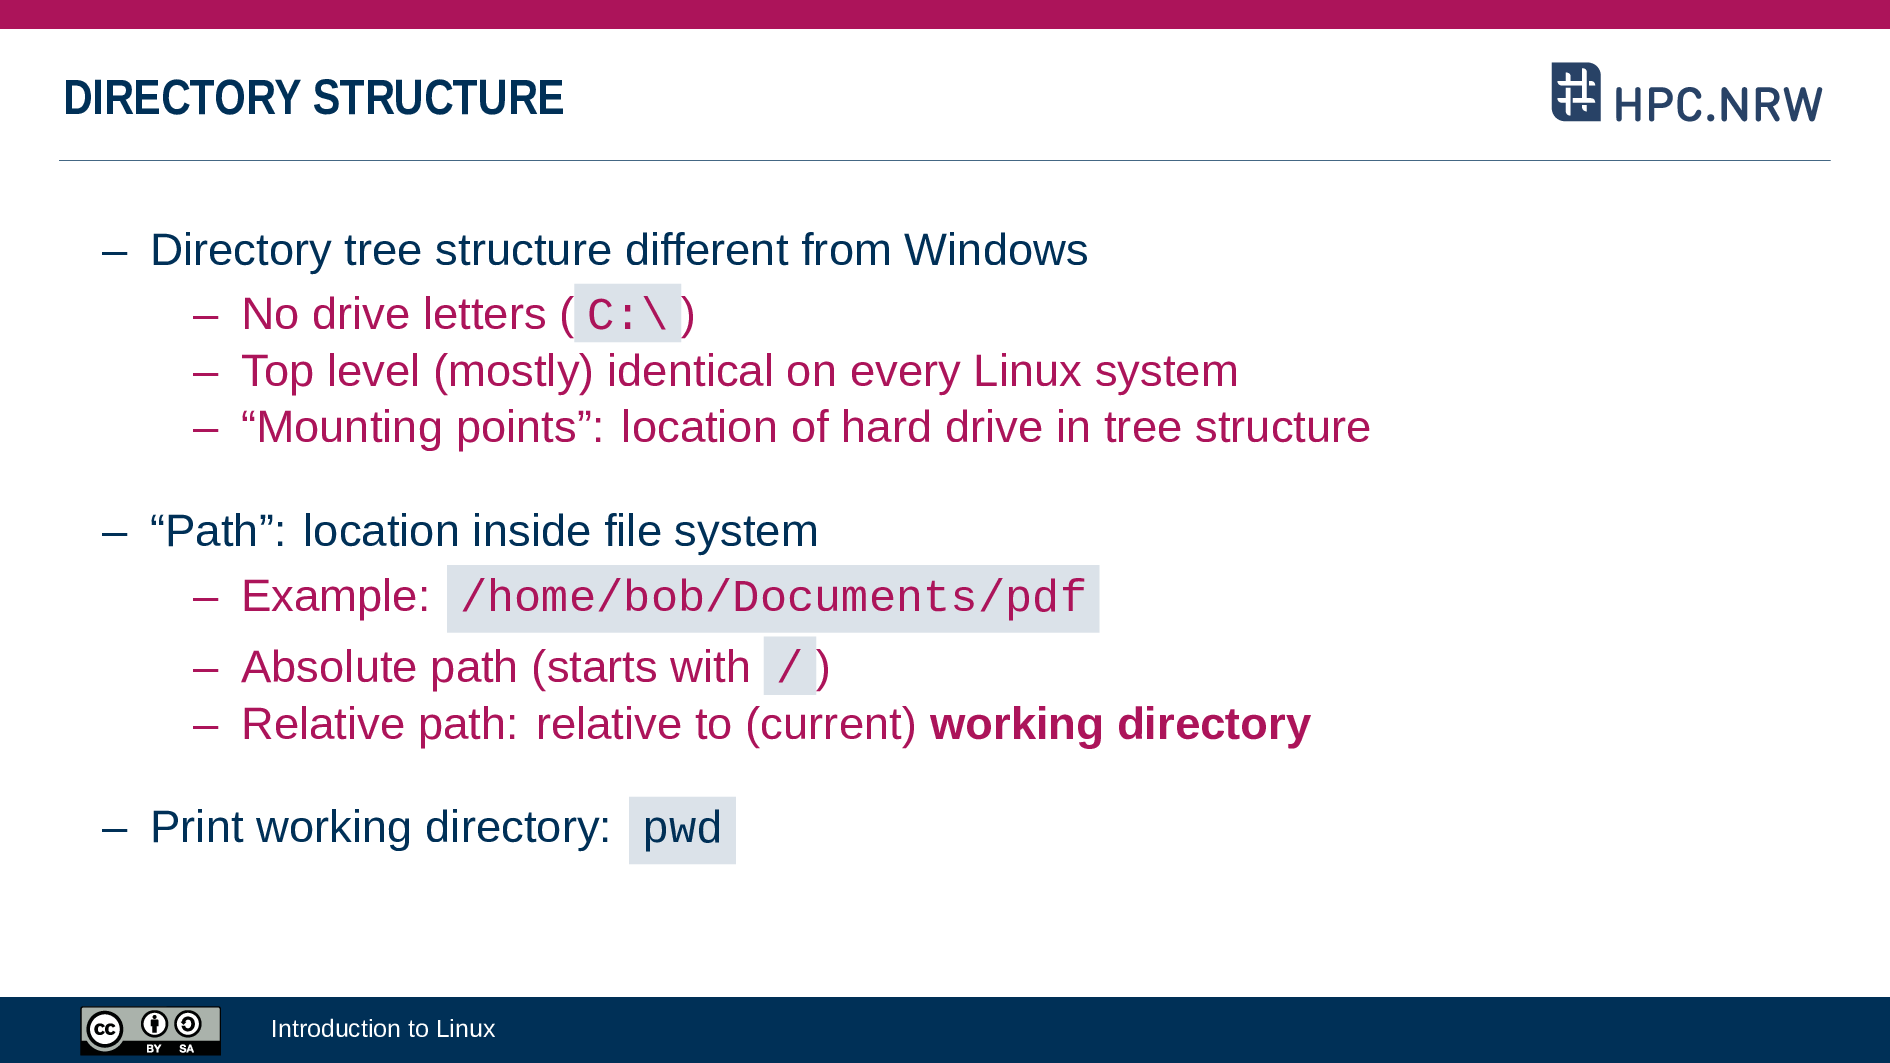 DIRECTORY STRUCTURE
HPC.NRW
– Directory tree structure different from Windows
– No drive letters ( C:\ )
– Top level (mostly) identical on every Linux system
– “Mounting points”: location of hard drive in tree structure
– “Path”: location inside file system
– Example: /home/bob/Documents/pdf
– Absolute path (starts with / )
– Relative path: relative to (current) working directory
– Print working directory: pwd
cc BY SA
Introduction to Linux